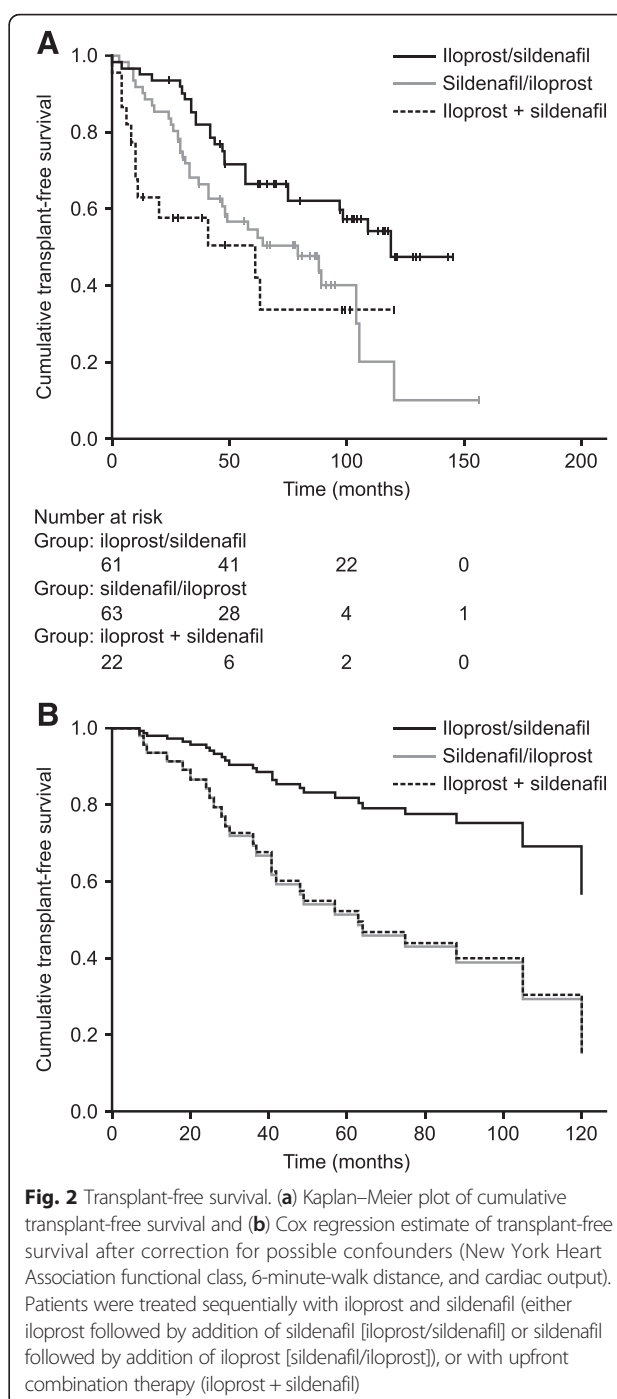 A
1.0
0.8
0.6
0.4
0.2
0.0
Cumulative transplant-free survival
Iloprost/sildenafil
Sildenafil/iloprost
Iloprost + sildenafil
0 50 100 150 200
Time (months)
Number at risk
Group: iloprost/sildenafil
61 41 22 0
Group: sildenafil/iloprost
63 28 4 1
Group: iloprost + sildenafil
22 6 2 0
B
1.0
0.8
0.6
0.4
0.2
0.0
Cumulative transplant-free survival
Iloprost/sildenafil
Sildenafil/iloprost
Iloprost + sildenafil
0 20 40 60 80 100 120
Time (months)
Fig. 2 Transplant-free survival. (a) Kaplan–Meier plot of cumulative
transplant-free survival and (b) Cox regression estimate of transplant-free
survival after correction for possible confounders (New York Heart
Association functional class, 6-minute-walk distance, and cardiac output).
Patients were treated sequentially with iloprost and sildenafil (either
iloprost followed by addition of sildenafil [iloprost/sildenafil] or sildenafil
followed by addition of iloprost [sildenafil/iloprost]), or with upfront
combination therapy (iloprost + sildenafil)